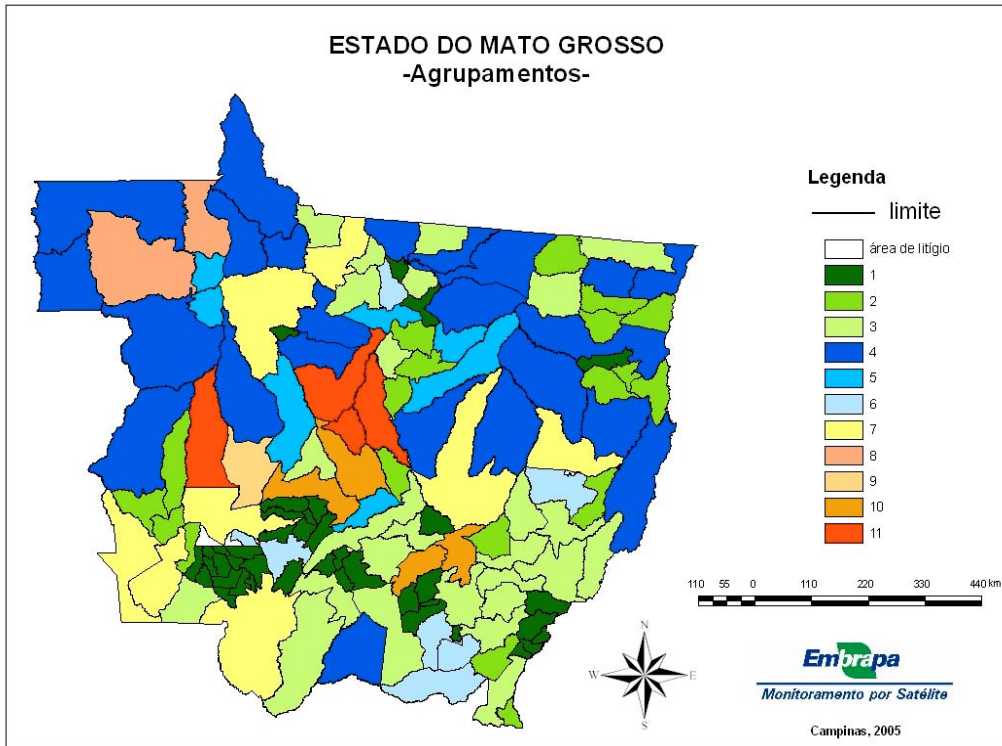 ESTADO DO MATO GROSSO
-Agrupamentos-
Legenda
limite
área de litígio
1
2
3
4
5
6
7
8
9
10
11
110 55 0 110 220 330 440 km
N
W E
S
Embrapa
Monitoramento por Satélite
Campinas, 2005